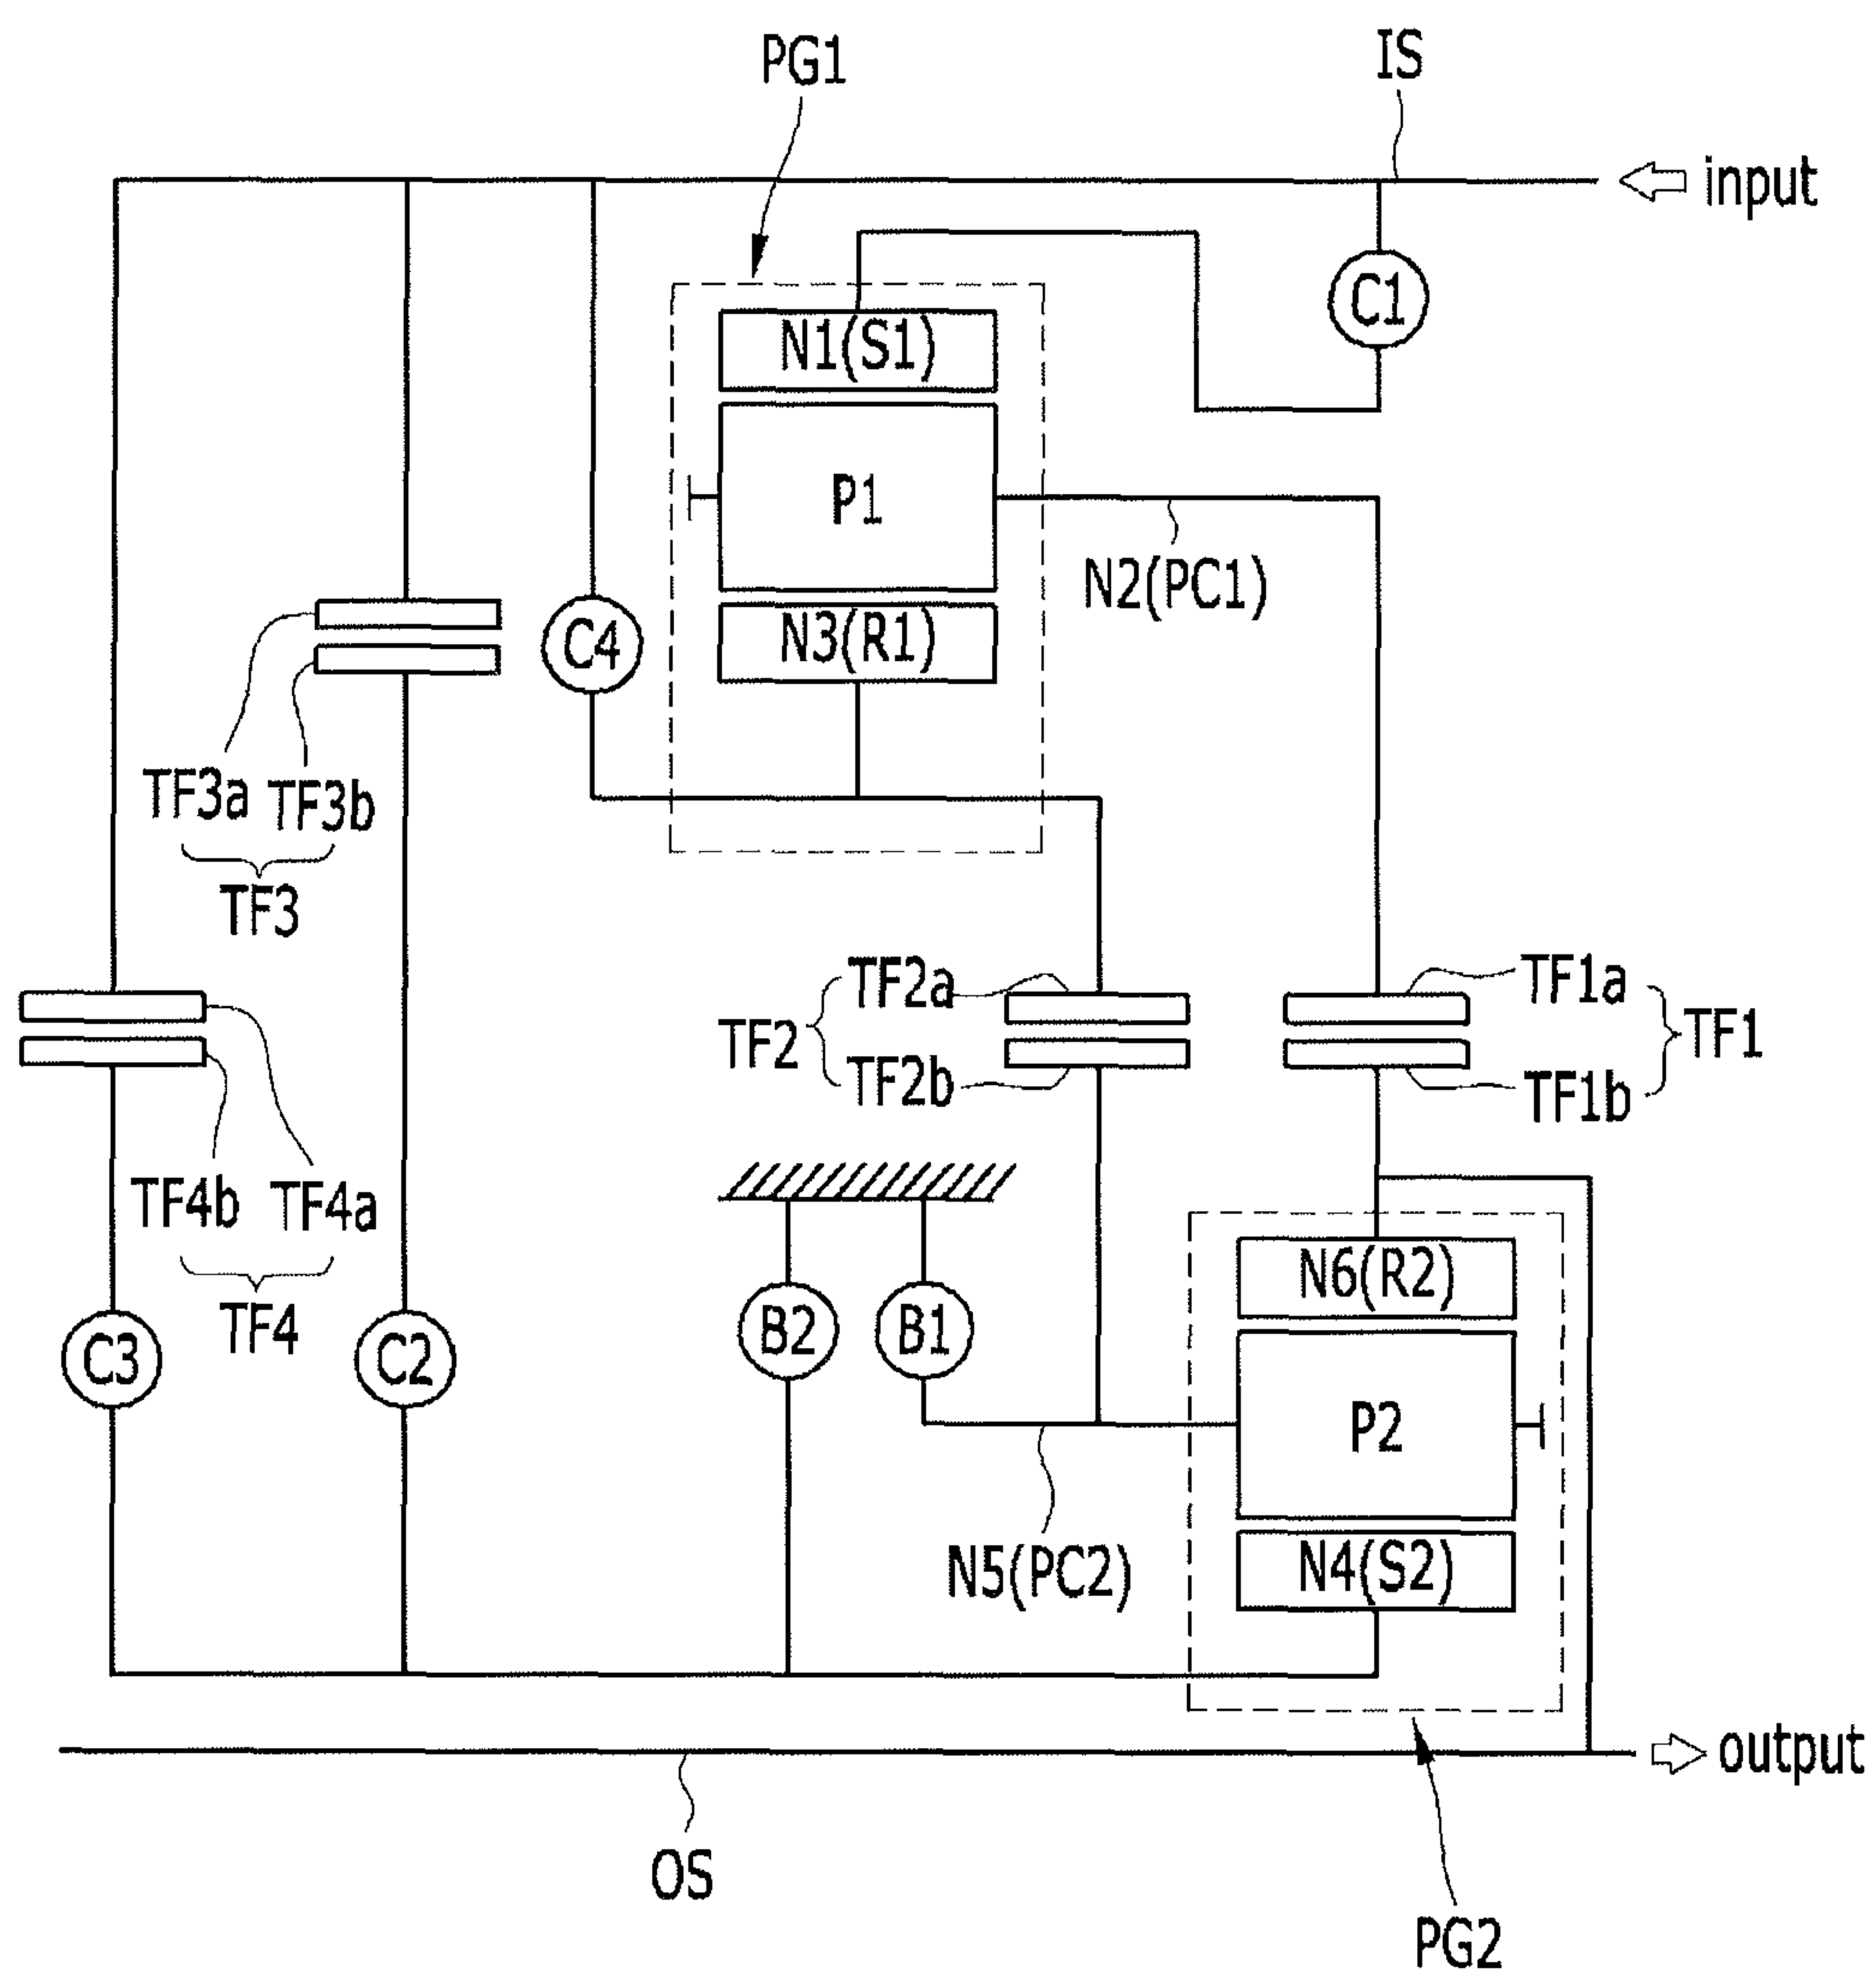 PG1
IS
input
C1
N1(S1)
P1
N2(PC1)
N3(R1)
C4
TF3a
TF3b
TF3
TF2a
TF2
TF2b
TF1a
TF1
TF1b
TF4b
TF4a
TF4
C3
C2
B2
B1
N6(R2)
P2
N5(PC2)
N4(S2)
output
OS
PG2